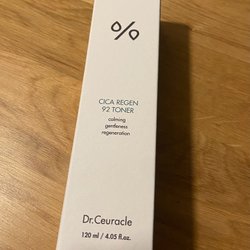 CICA REGEN
92 TONER
calming
gentleness
regeneration
Dr.Ceuracle
120 ml / 4.05 fl.oz.